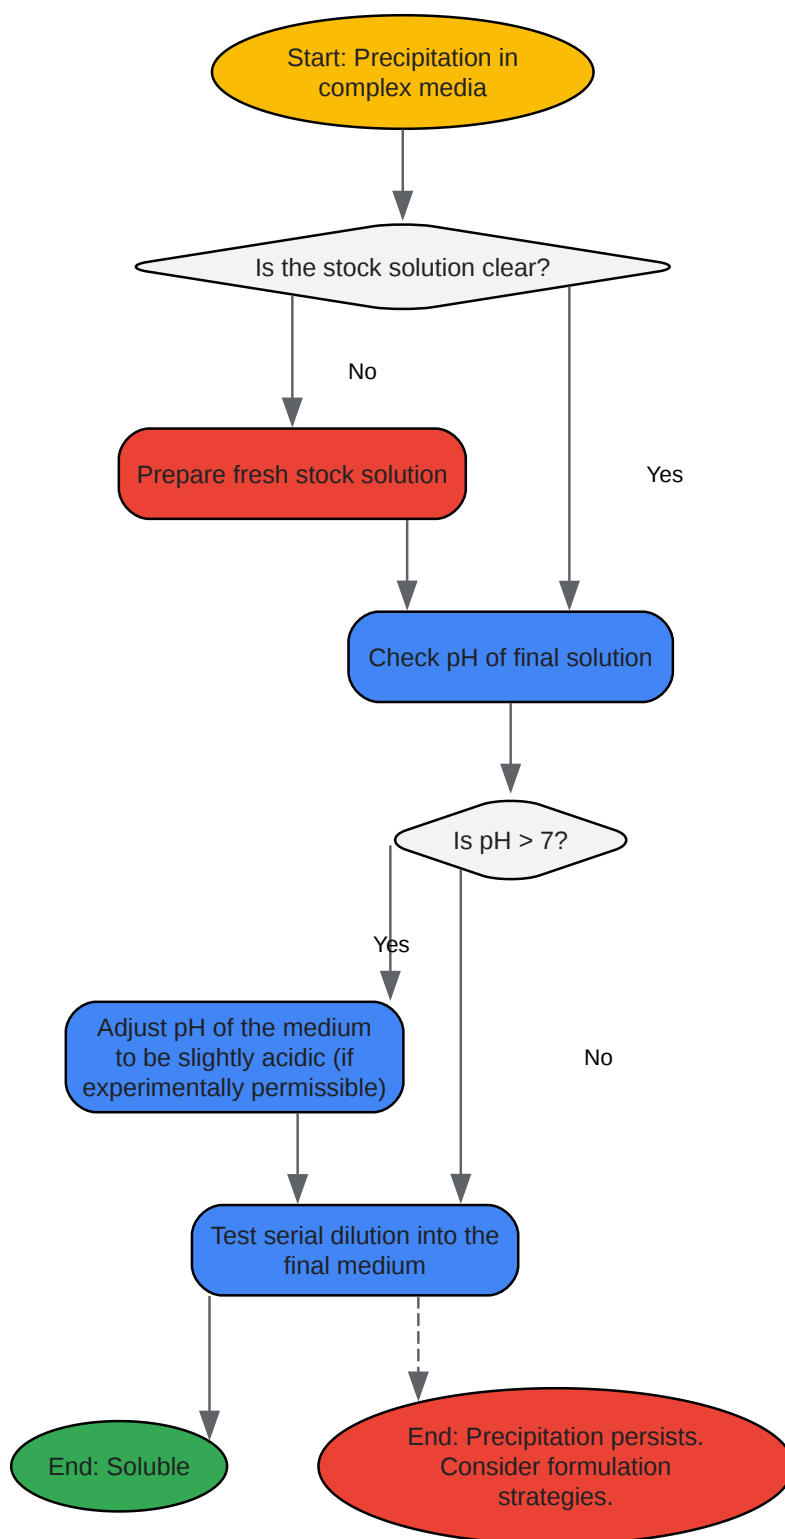 Start: Precipitation in
complex media
Is the stock solution clear?
No
Prepare fresh stock solution
Yes
Check pH of final solution
Is pH > 7?
Yes
Adjust pH of the medium
to be slightly acidic (if
experimentally permissible)
No
Test serial dilution into the
final medium
End: Soluble
End: Precipitation persists.
Consider formulation
strategies.